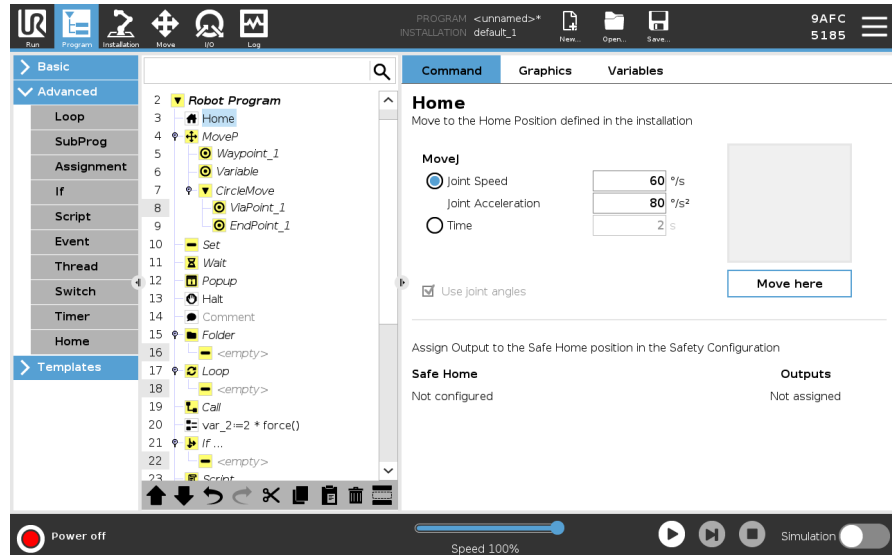 PROGRAM <unnamed>*
INSTALLATION default_1
9AFC
5185
Run
Program
Installation
Move
I/O
Log
New...
Open...
Save...
Basic
Advanced
Loop
SubProg
Assignment
If
Script
Event
Thread
Switch
Timer
Home
Templates
2 Robot Program
3 Home
4 MoveP
5 Waypoint_1
6 Variable
7 CircleMove
8 ViaPoint_1
9 EndPoint_1
10 Set
11 Wait
12 Popup
13 Halt
14 Comment
15 Folder
16 <empty>
17 Loop
18 <empty>
19 Call
20 var_2:=2 * force()
21 If ...
22 <empty>
23 Script
Command Graphics Variables
Home
Move to the Home Position defined in the installation
MoveJ
Joint Speed 60 °/s
Joint Acceleration 80 °/s²
Time 2 s
Use joint angles
Move here
Assign Output to the Safe Home position in the Safety Configuration
Safe Home Outputs
Not configured Not assigned
Power off
Speed 100%
Simulation